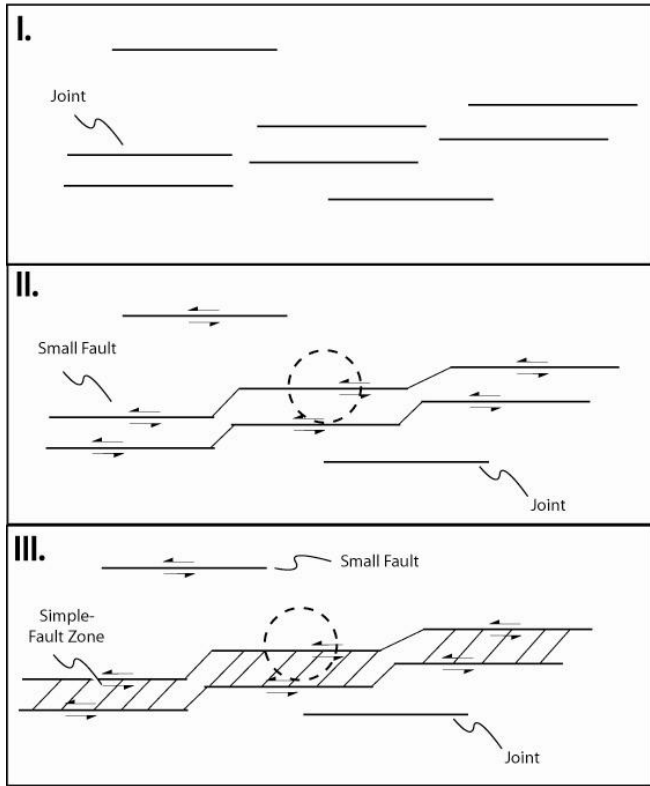 I.
Joint
II.
Small Fault
Joint
III.
Small Fault
Simple-
Fault Zone
Joint